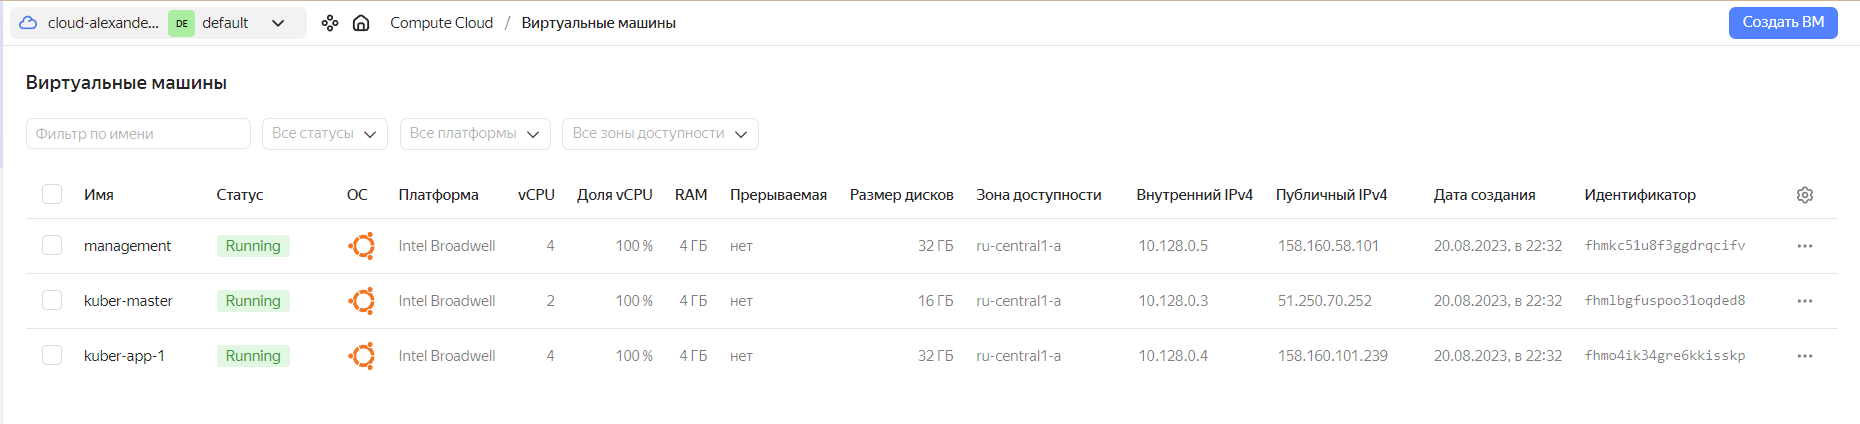 cloud-alexande... DE default Compute Cloud / Виртуальные машины Создать ВМ
Виртуальные машины
Фильтр по имени Все статусы Все платформы Все зоны доступности
Имя Статус ОС Платформа vCPU Доля vCPU RAM Прерываемая Размер дисков Зона доступности Внутренний IPv4 Публичный IPv4 Дата создания Идентификатор
management Running Intel Broadwell 4 100 % 4 ГБ нет 32 ГБ ru-central1-a 10.128.0.5 158.160.58.101 20.08.2023, в 22:32 fhmkc51u8f3ggdrqcifv
kuber-master Running Intel Broadwell 2 100 % 4 ГБ нет 16 ГБ ru-central1-a 10.128.0.3 51.250.70.252 20.08.2023, в 22:32 fhmlbgfuspoo31oqded8
kuber-app-1 Running Intel Broadwell 4 100 % 4 ГБ нет 32 ГБ ru-central1-a 10.128.0.4 158.160.101.239 20.08.2023, в 22:32 fhmo4ik34gre6kkisskp